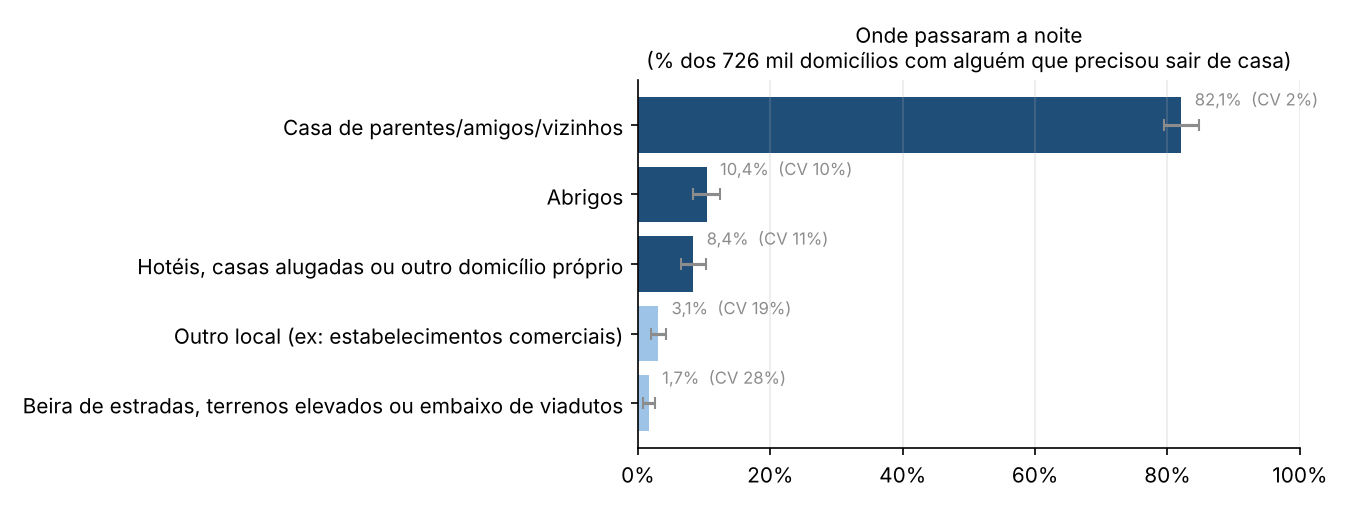 Onde passaram a noite
(% dos 726 mil domicílios com alguém que precisou sair de casa)
Casa de parentes/amigos/vizinhos
82,1% (CV 2%)
Abrigos
10,4% (CV 10%)
Hotéis, casas alugadas ou outro domicílio próprio
8,4% (CV 11%)
Outro local (ex: estabelecimentos comerciais)
3,1% (CV 19%)
Beira de estradas, terrenos elevados ou embaixo de viadutos
1,7% (CV 28%)
0% 20% 40% 60% 80% 100%